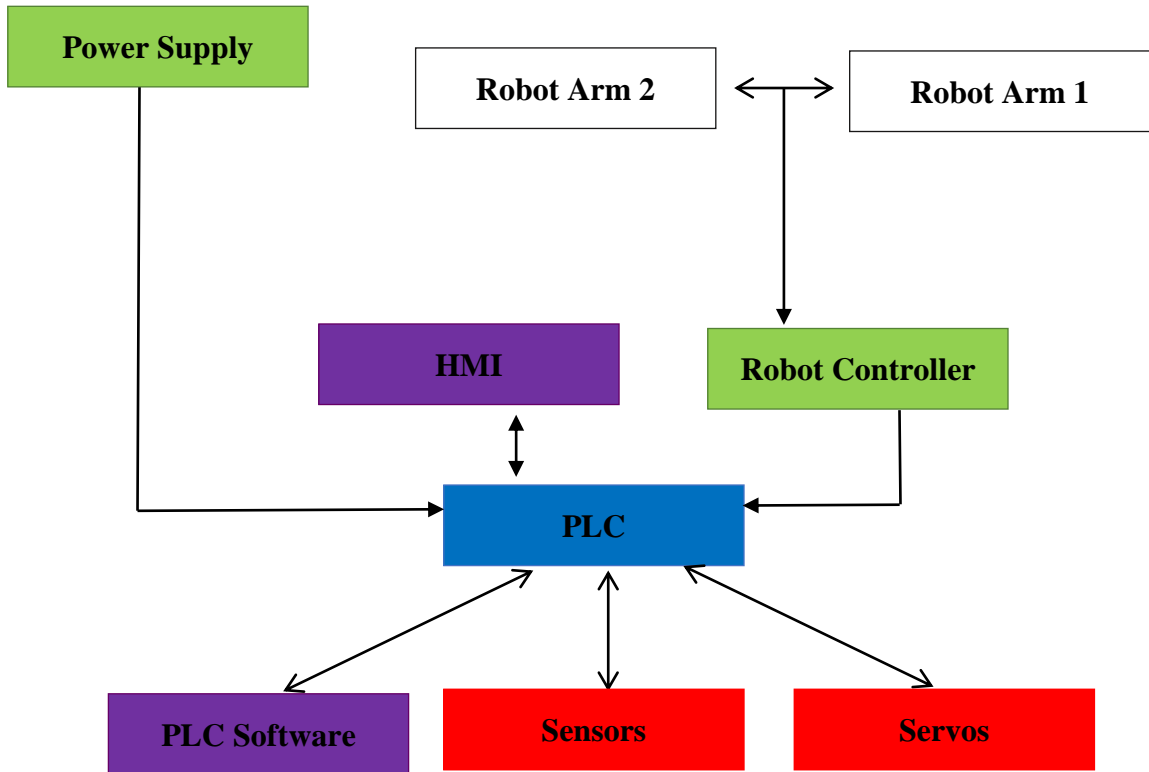 Power Supply
Robot Arm 2
Robot Arm 1
HMI
Robot Controller
PLC
PLC Software
Sensors
Servos